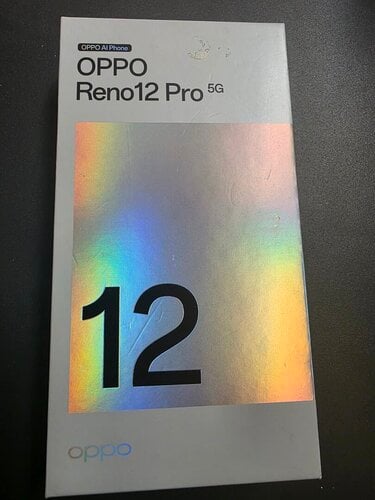 OPPO AI Phone
OPPO
Reno12 Pro 5G
12
oppo